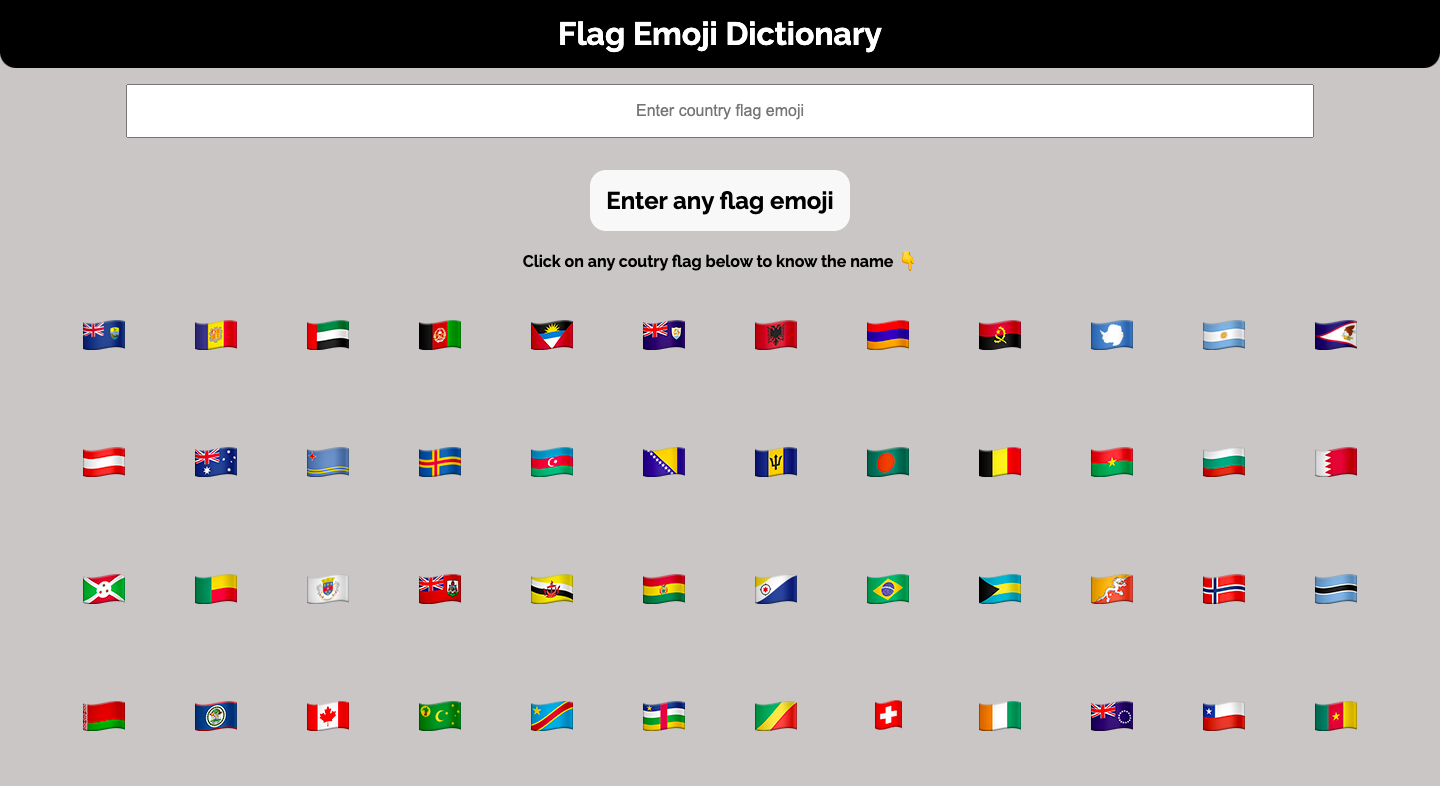 Flag Emoji Dictionary
Enter country flag emoji
Enter any flag emoji
Click on any coutry flag below to know the name 👇